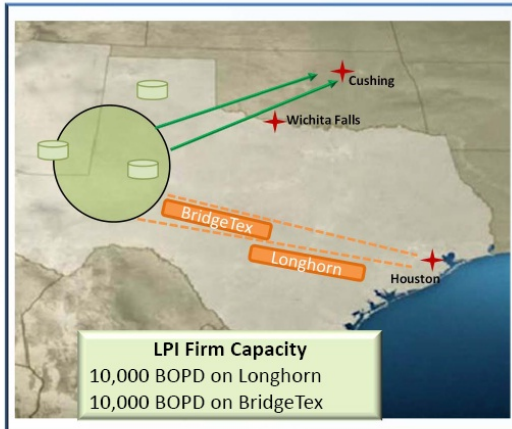 Cushing
Wichita Falls
BridgeTex
Longhorn
Houston
LPI Firm Capacity
10,000 BOPD on Longhorn
10,000 BOPD on BridgeTex